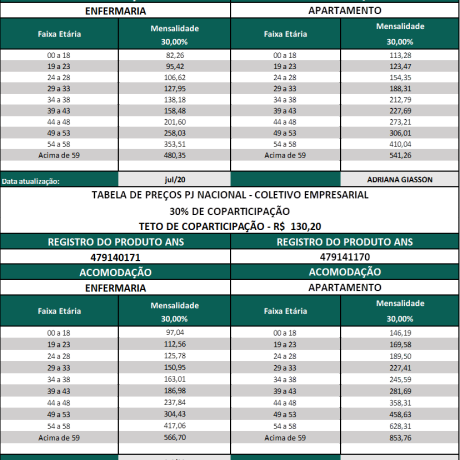 ENFERMARIA APARTAMENTO
Faixa Etária Mensalidade 30,00% Faixa Etária Mensalidade 30,00%
00 a 18 82,26 00 a 18 113,28
19 a 23 95,42 19 a 23 123,47
24 a 28 106,62 24 a 28 154,35
29 a 33 127,95 29 a 33 188,31
34 a 38 138,18 34 a 38 212,79
39 a 43 158,48 39 a 43 227,69
44 a 48 201,60 44 a 48 273,21
49 a 53 258,03 49 a 53 306,01
54 a 58 353,51 54 a 58 410,04
Acima de 59 480,35 Acima de 59 541,26
Data atualização: jul/20 ADRIANA GIASSON
TABELA DE PREÇOS PJ NACIONAL - COLETIVO EMPRESARIAL
30% DE COPARTICIPAÇÃO
TETO DE COPARTICIPAÇÃO - R$ 130,20
REGISTRO DO PRODUTO ANS REGISTRO DO PRODUTO ANS
479140171 479141170
ACOMODAÇÃO ACOMODAÇÃO
ENFERMARIA APARTAMENTO
Faixa Etária Mensalidade 30,00% Faixa Etária Mensalidade 30,00%
00 a 18 97,04 00 a 18 146,19
19 a 23 112,56 19 a 23 169,58
24 a 28 125,78 24 a 28 189,50
29 a 33 150,95 29 a 33 227,41
34 a 38 163,01 34 a 38 245,59
39 a 43 186,98 39 a 43 281,69
44 a 48 237,84 44 a 48 358,31
49 a 53 304,43 49 a 53 458,63
54 a 58 417,06 54 a 58 628,31
Acima de 59 566,70 Acima de 59 853,76